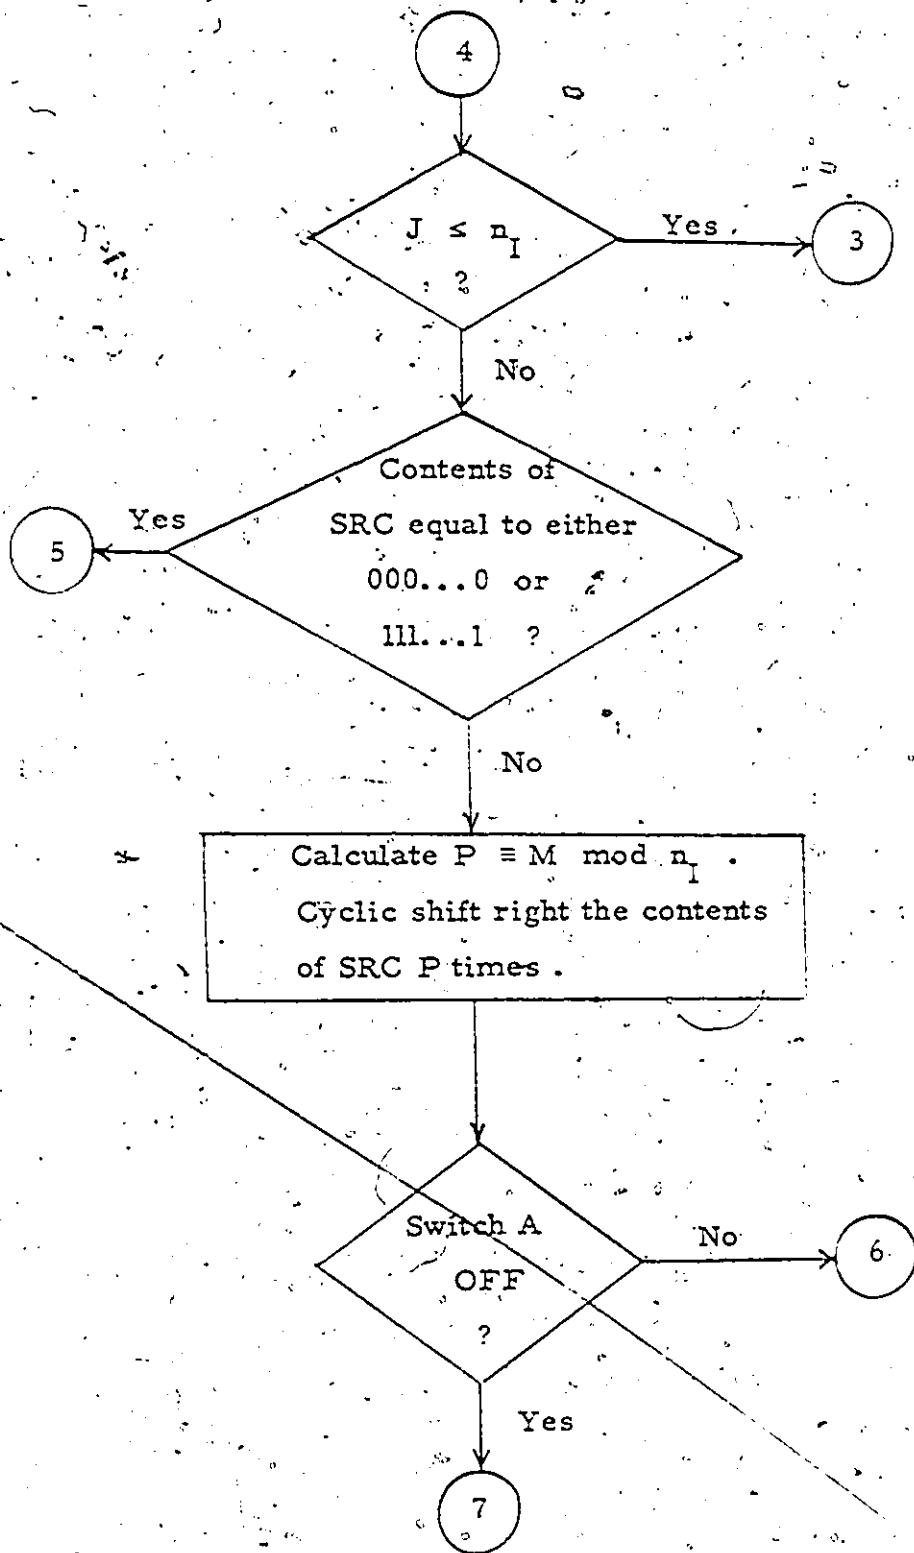 4
J ≤ n_I
?
Yes
3
No
Contents of
SRC equal to either
000...0 or
111...1 ?
Yes
5
No
Calculate P ≡ M mod n_I .
Cyclic shift right the contents
of SRC P times .
Switch A
OFF
?
No
6
Yes
7